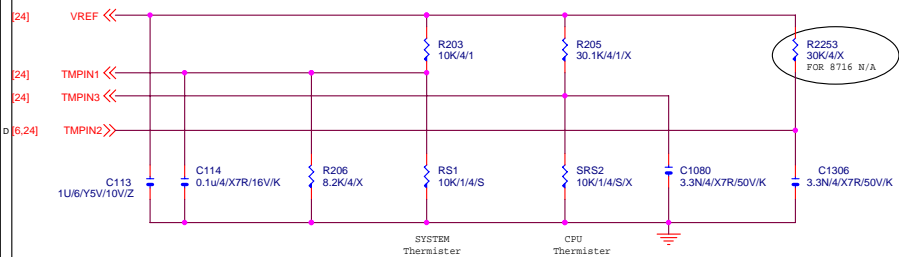 [24] VREF
R203
10K/4/1
R205
30.1K/4/1/X
R2253
30K/4/X
FOR 8716 N/A
[24] TMPIN1
[24] TMPIN3
D [6,24] TMPIN2
C113
1U/6/Y5V/10V/Z
C114
0.1u/4/X7R/16V/K
R206
8.2K/4/X
RS1
10K/1/4/S
SRS2
10K/1/4/S/X
C1080
3.3N/4/X7R/50V/K
C1306
3.3N/4/X7R/50V/K
SYSTEM
Thermister
CPU
Thermister